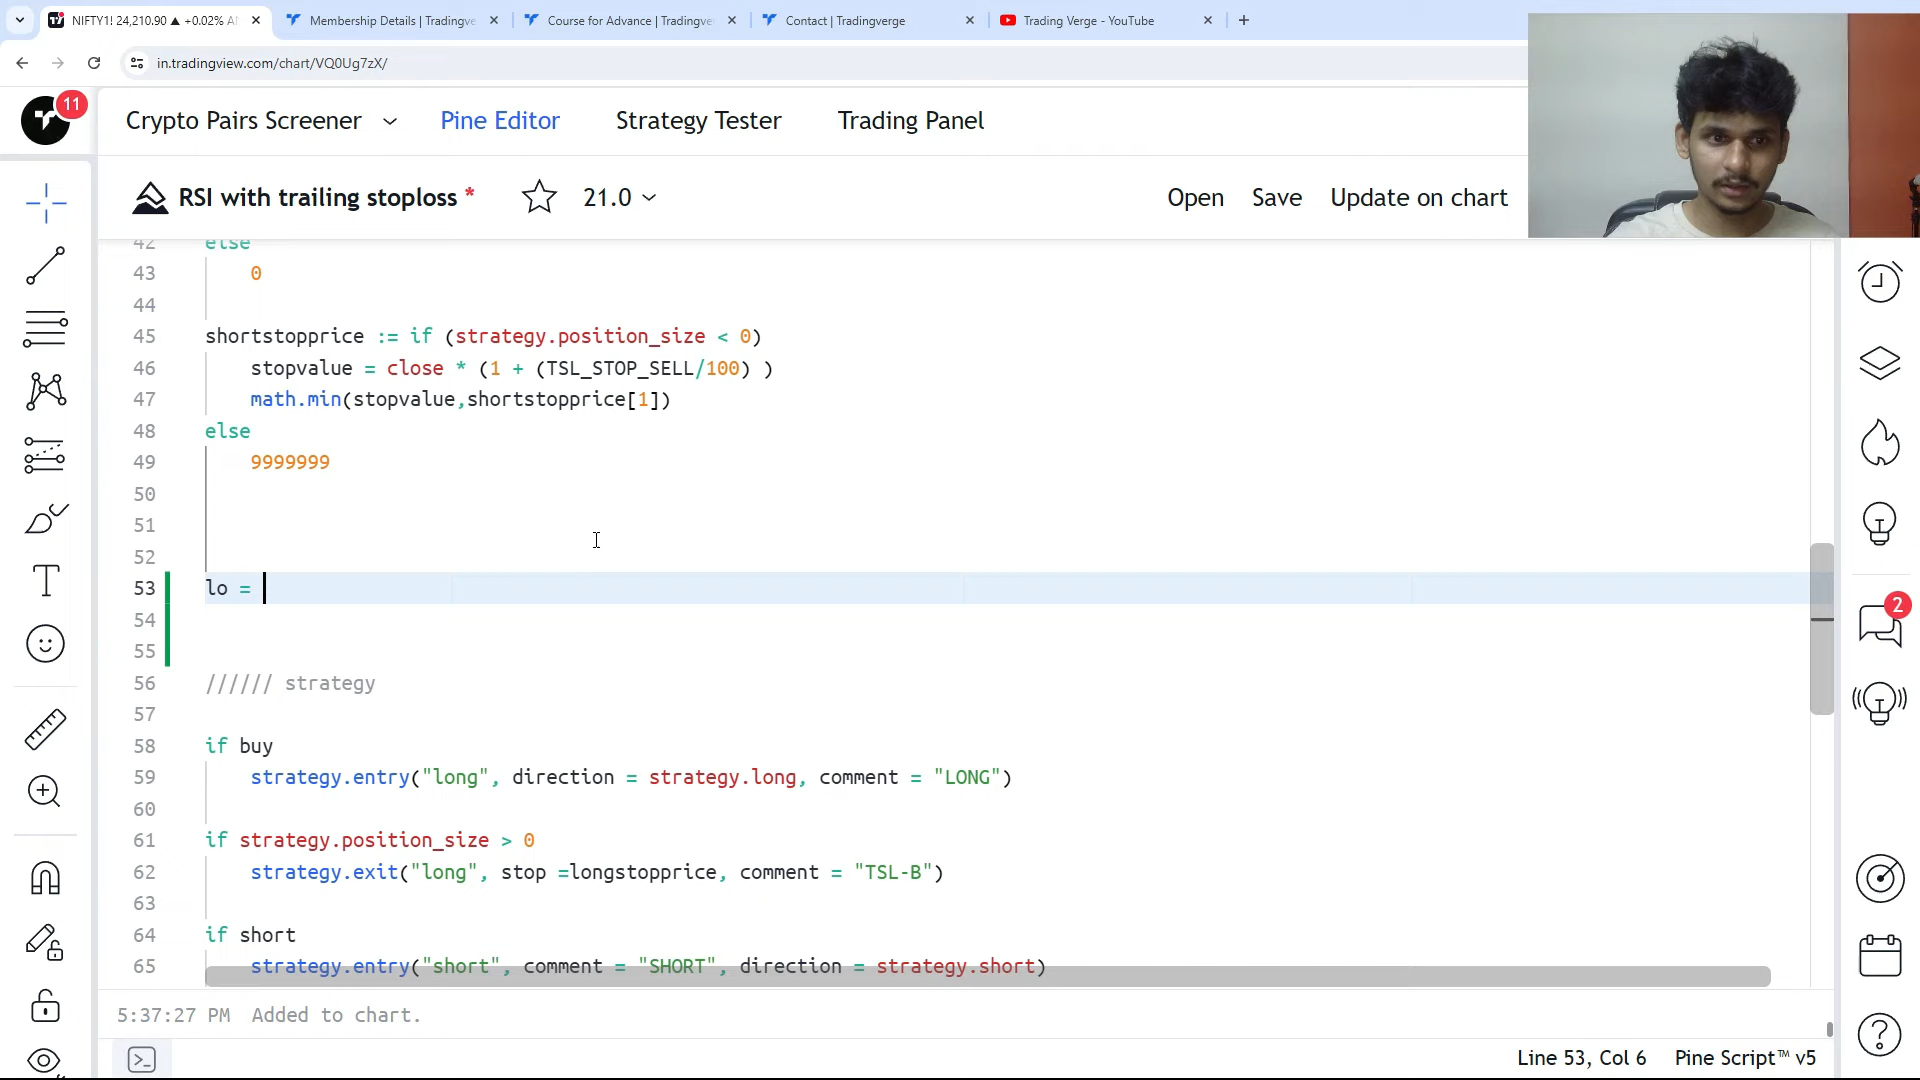 NIFTY1! 24,210.90 ▲ +0.02%
Membership Details | Tradingve
Course for Advance | Tradingve
Contact | Tradingverge
Trading Verge - YouTube
in.tradingview.com/chart/VQ0Ug7zX/
11
Crypto Pairs Screener
Pine Editor
Strategy Tester
Trading Panel
RSI with trailing stoploss *
21.0
Open
Save
Update on chart
42 else
43 0
44
45 shortstopprice := if (strategy.position_size < 0)
46 stopvalue = close * (1 + (TSL_STOP_SELL/100) )
47 math.min(stopvalue,shortstopprice[1])
48 else
49 9999999
50
51
52
53 lo =
54
55
56 ////// strategy
57
58 if buy
59 strategy.entry("long", direction = strategy.long, comment = "LONG")
60
61 if strategy.position_size > 0
62 strategy.exit("long", stop =longstopprice, comment = "TSL-B")
63
64 if short
65 strategy.entry("short", comment = "SHORT", direction = strategy.short)
2
5:37:27 PM Added to chart.
Line 53, Col 6
Pine Script™ v5